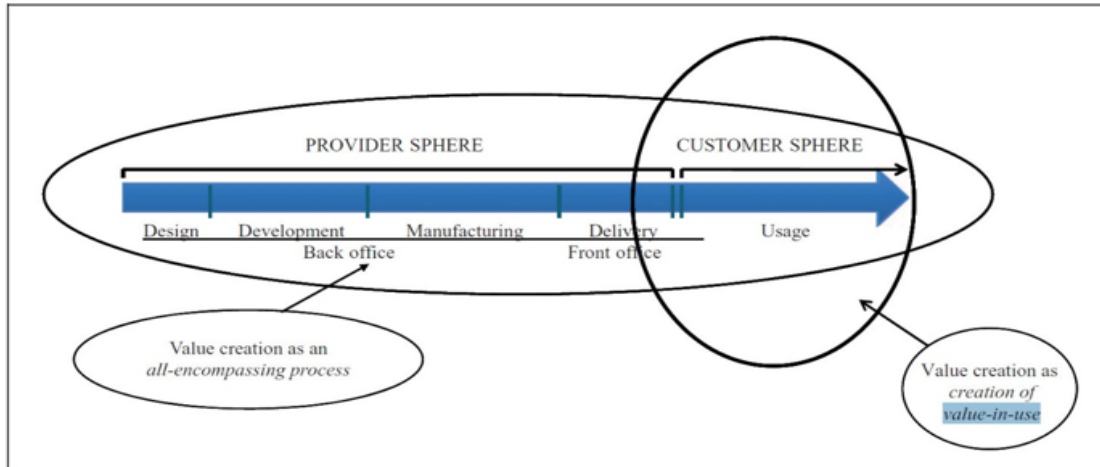 PROVIDER SPHERE CUSTOMER SPHERE
Design Development Manufacturing Delivery Usage
Back office Front office
Value creation as an
all-encompassing process
Value creation as
creation of
value-in-use